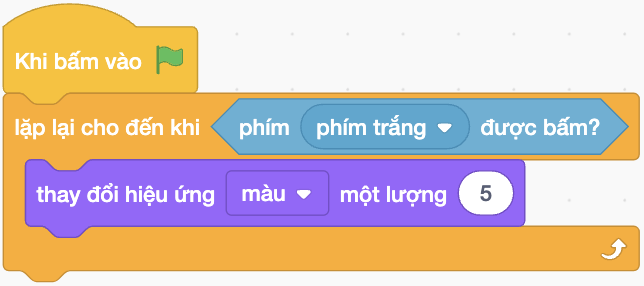 Khi bấm vào
lặp lại cho đến khi phím phím trắng được bấm?
thay đổi hiệu ứng màu một lượng 5